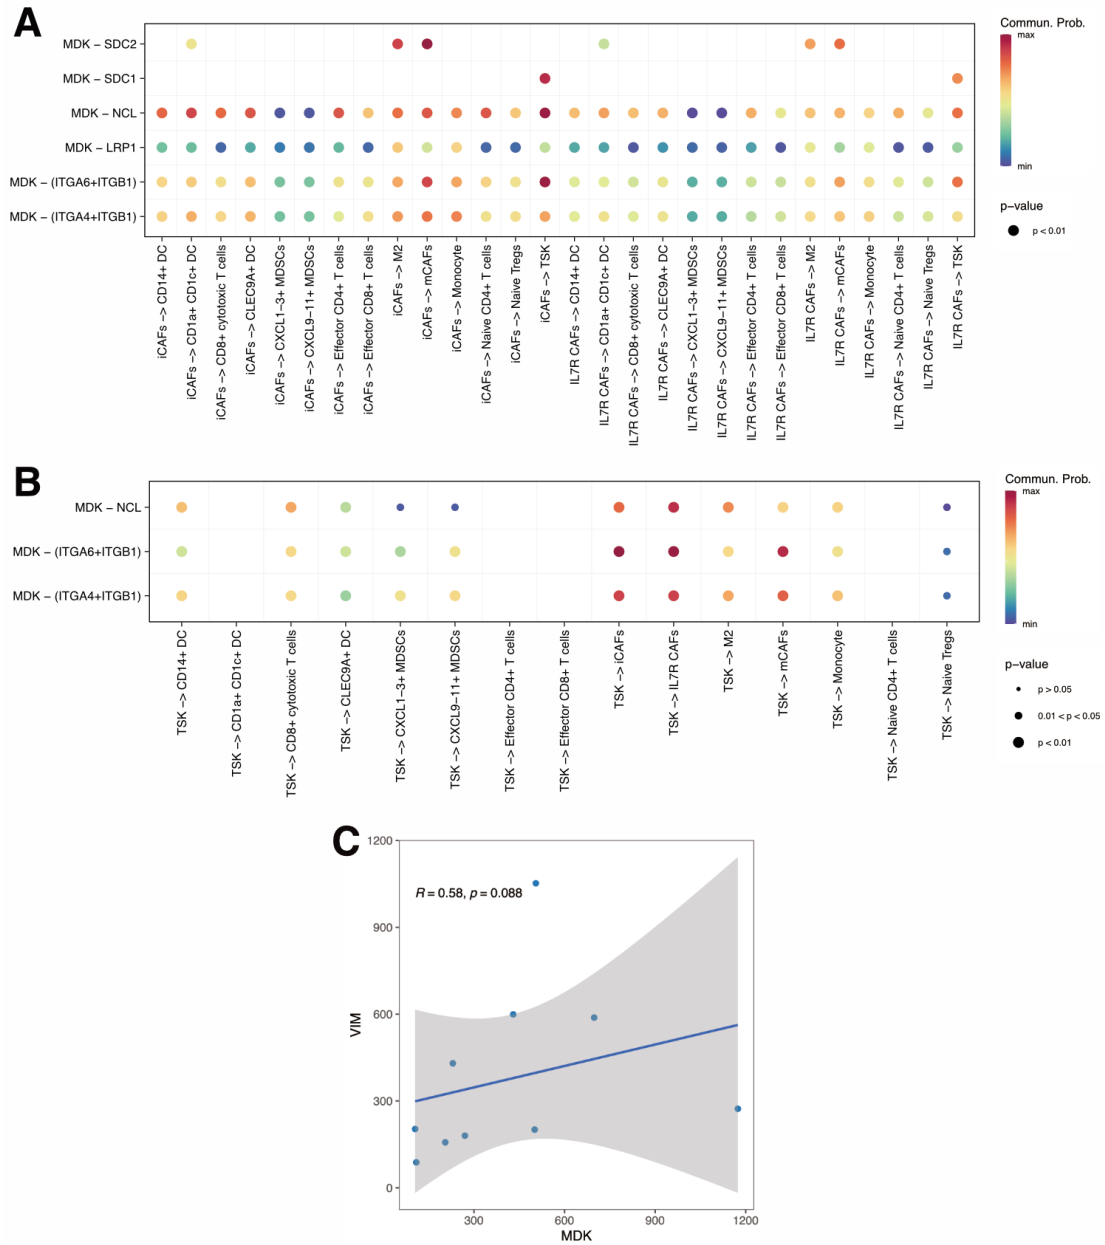 A
MDK – SDC2
MDK – SDC1
MDK – NCL
MDK – LRP1
MDK – (ITGA6+ITGB1)
MDK – (ITGA4+ITGB1)
iCAFs –> CD14+ DC
iCAFs –> CD1a+ CD1c+ DC
iCAFs –> CD8+ cytotoxic T cells
iCAFs –> CLEC9A+ DC
iCAFs –> CXCL1–3+ MDSCs
iCAFs –> CXCL9–11+ MDSCs
iCAFs –> Effector CD4+ T cells
iCAFs –> Effector CD8+ T cells
iCAFs –> M2
iCAFs –> mCAFs
iCAFs –> Monocyte
iCAFs –> Naive CD4+ T cells
iCAFs –> Naive Tregs
iCAFs –> TSK
IL7R CAFs –> CD14+ DC
IL7R CAFs –> CD1a+ CD1c+ DC
IL7R CAFs –> CD8+ cytotoxic T cells
IL7R CAFs –> CLEC9A+ DC
IL7R CAFs –> CXCL1–3+ MDSCs
IL7R CAFs –> CXCL9–11+ MDSCs
IL7R CAFs –> Effector CD4+ T cells
IL7R CAFs –> Effector CD8+ T cells
IL7R CAFs –> M2
IL7R CAFs –> mCAFs
IL7R CAFs –> Monocyte
IL7R CAFs –> Naive CD4+ T cells
IL7R CAFs –> Naive Tregs
IL7R CAFs –> TSK
Commun. Prob.
max
min
p–value
p < 0.01
B
MDK – NCL
MDK – (ITGA6+ITGB1)
MDK – (ITGA4+ITGB1)
TSK –> CD14+ DC
TSK –> CD1a+ CD1c+ DC
TSK –> CD8+ cytotoxic T cells
TSK –> CLEC9A+ DC
TSK –> CXCL1–3+ MDSCs
TSK –> CXCL9–11+ MDSCs
TSK –> Effector CD4+ T cells
TSK –> Effector CD8+ T cells
TSK –> iCAFs
TSK –> IL7R CAFs
TSK –> M2
TSK –> mCAFs
TSK –> Monocyte
TSK –> Naive CD4+ T cells
TSK –> Naive Tregs
Commun. Prob.
max
min
p–value
p > 0.05
0.01 < p < 0.05
p < 0.01
C
R = 0.58, p = 0.088
VIM
1200
900
600
300
0
300
600
900
1200
MDK